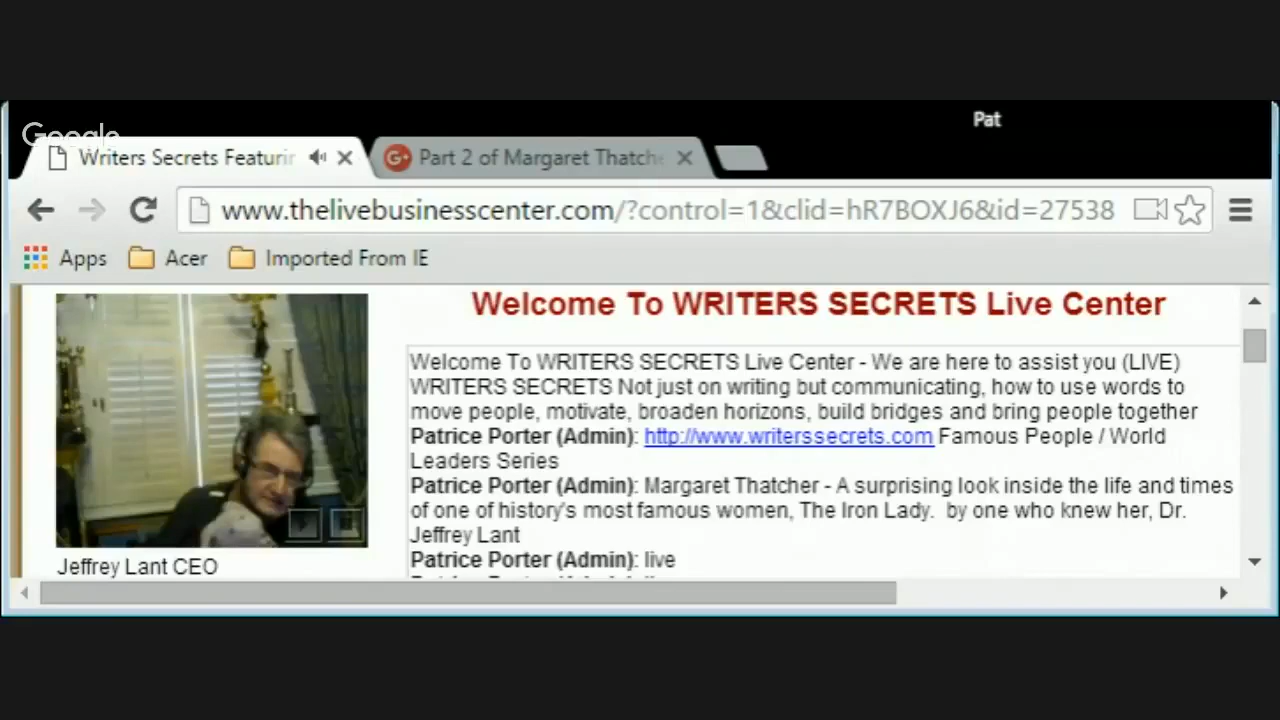 Pat
Google
Writers Secrets Featurin
Part 2 of Margaret Thatche
www.thelivebusinesscenter.com/?control=1&clid=hR7BOXJ6&id=27538
Apps Acer Imported From IE
Welcome To WRITERS SECRETS Live Center
Welcome To WRITERS SECRETS Live Center - We are here to assist you (LIVE)
WRITERS SECRETS Not just on writing but communicating, how to use words to
move people, motivate, broaden horizons, build bridges and bring people together
Patrice Porter (Admin): http://www.writerssecrets.com Famous People / World
Leaders Series
Patrice Porter (Admin): Margaret Thatcher - A surprising look inside the life and times
of one of history's most famous women, The Iron Lady. by one who knew her, Dr.
Jeffrey Lant
Patrice Porter (Admin): live
Jeffrey Lant CEO